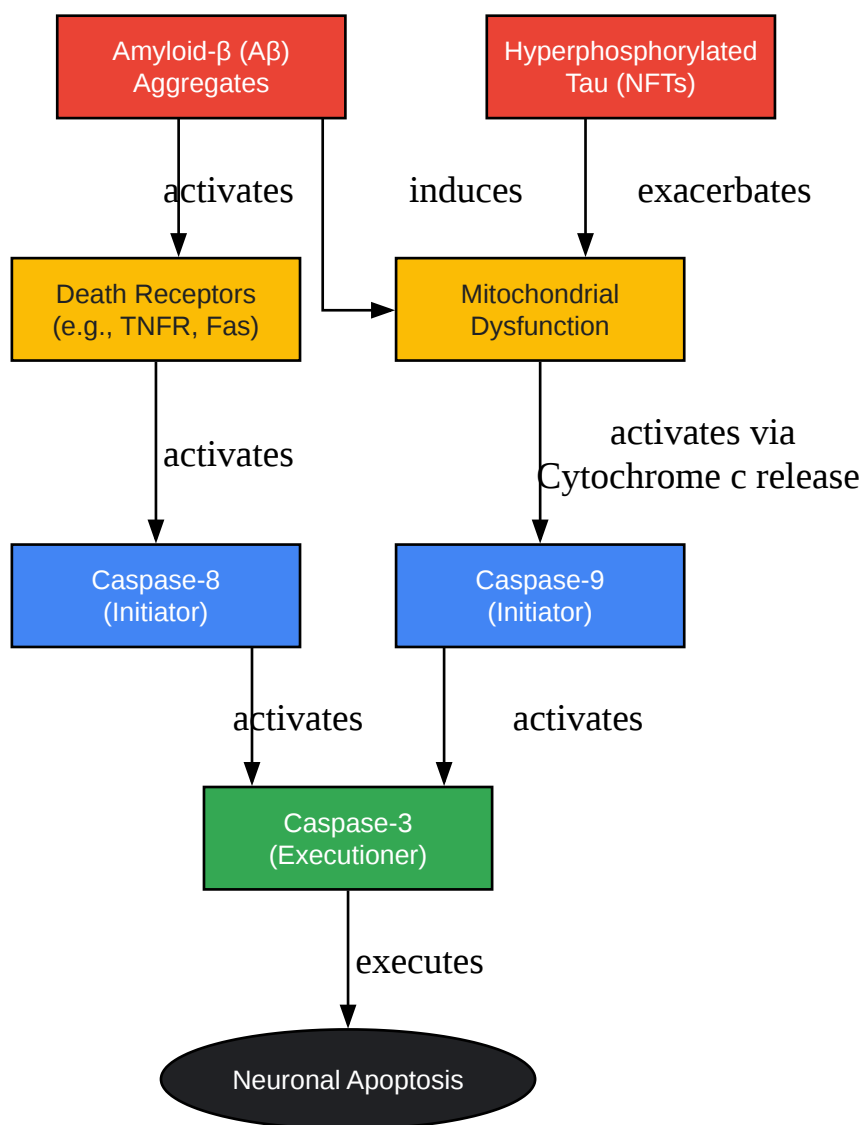 Amyloid-β (Aβ)
Aggregates
Hyperphosphorylated
Tau (NFTs)
activates
induces
exacerbates
Death Receptors
(e.g., TNFR, Fas)
Mitochondrial
Dysfunction
activates
activates via
Cytochrome c release
Caspase-8
(Initiator)
Caspase-9
(Initiator)
activates
activates
Caspase-3
(Executioner)
executes
Neuronal Apoptosis